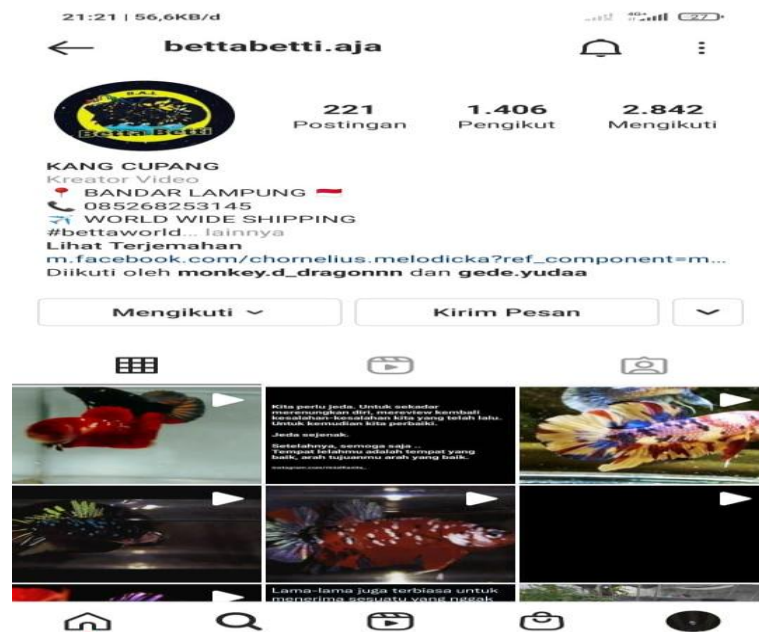 21:21 | 56,6KB/d
4G+
27
bettabetti.aja
B.A.I.
Betta Betti
221 1.406 2.842
Postingan Pengikut Mengikuti
KANG CUPANG
Kreator Video
BANDAR LAMPUNG
085268253145
WORLD WIDE SHIPPING
#bettaworld... lainnya
Lihat Terjemahan
m.facebook.com/chornelius.melodicka?ref_component=m...
Diikuti oleh monkey.d_dragonnn dan gede.yudaa
Mengikuti Kirim Pesan
Kita perlu jeda. Untuk sekadar
merenungkan diri, mereview kembali
kesalahan-kesalahan kita yang telah lalu.
Untuk kemudian kita perbaiki.
Jeda sejenak.
Setelahnya, semoga saja ..
Tempat lelahmu adalah tempat yang
baik, arah tujuanmu arah yang baik.
Lama-lama juga terbiasa untuk
menerima sesuatu yang nggak